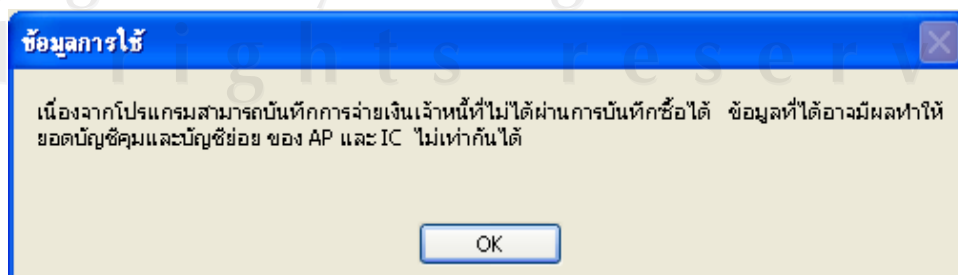 ข้อมูลการใช้
rights reserv
เนื่องจากโปรแกรมสามารถบันทึกการจ่ายเงินเจ้าหนี้ที่ไม่ได้ผ่านการบันทึกซื้อได้ ข้อมูลที่ได้อาจมีผลทำให้
ยอดบัญชีคุมและบัญชีย่อย ของ AP และ IC ไม่เท่ากันได้
OK